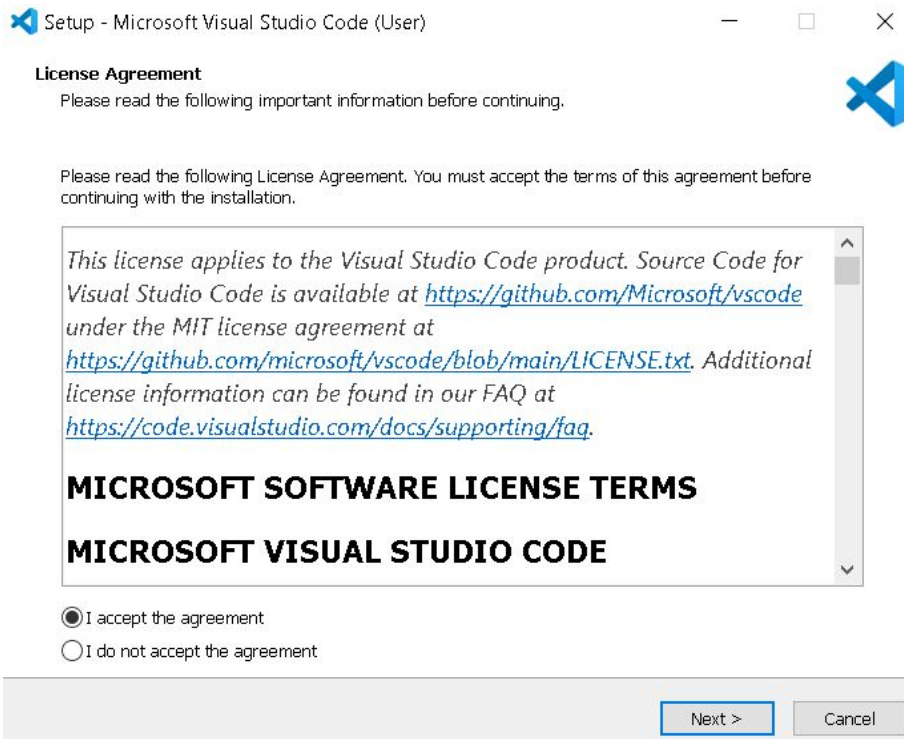 Setup - Microsoft Visual Studio Code (User)
License Agreement
Please read the following important information before continuing.
Please read the following License Agreement. You must accept the terms of this agreement before
continuing with the installation.
This license applies to the Visual Studio Code product. Source Code for
Visual Studio Code is available at https://github.com/Microsoft/vscode
under the MIT license agreement at
https://github.com/microsoft/vscode/blob/main/LICENSE.txt. Additional
license information can be found in our FAQ at
https://code.visualstudio.com/docs/supporting/faq.
MICROSOFT SOFTWARE LICENSE TERMS
MICROSOFT VISUAL STUDIO CODE
I accept the agreement
I do not accept the agreement
Next >
Cancel